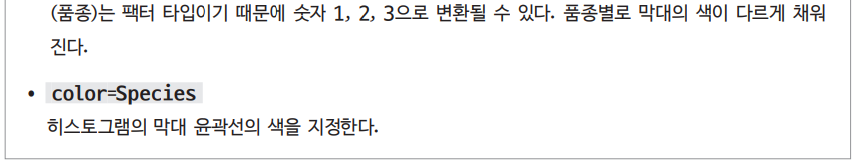 (품종)는 팩터 타입이기 때문에 숫자 1, 2, 3으로 변환될 수 있다. 품종별로 막대의 색이 다르게 채워
진다.
• color=Species
히스토그램의 막대 윤곽선의 색을 지정한다.